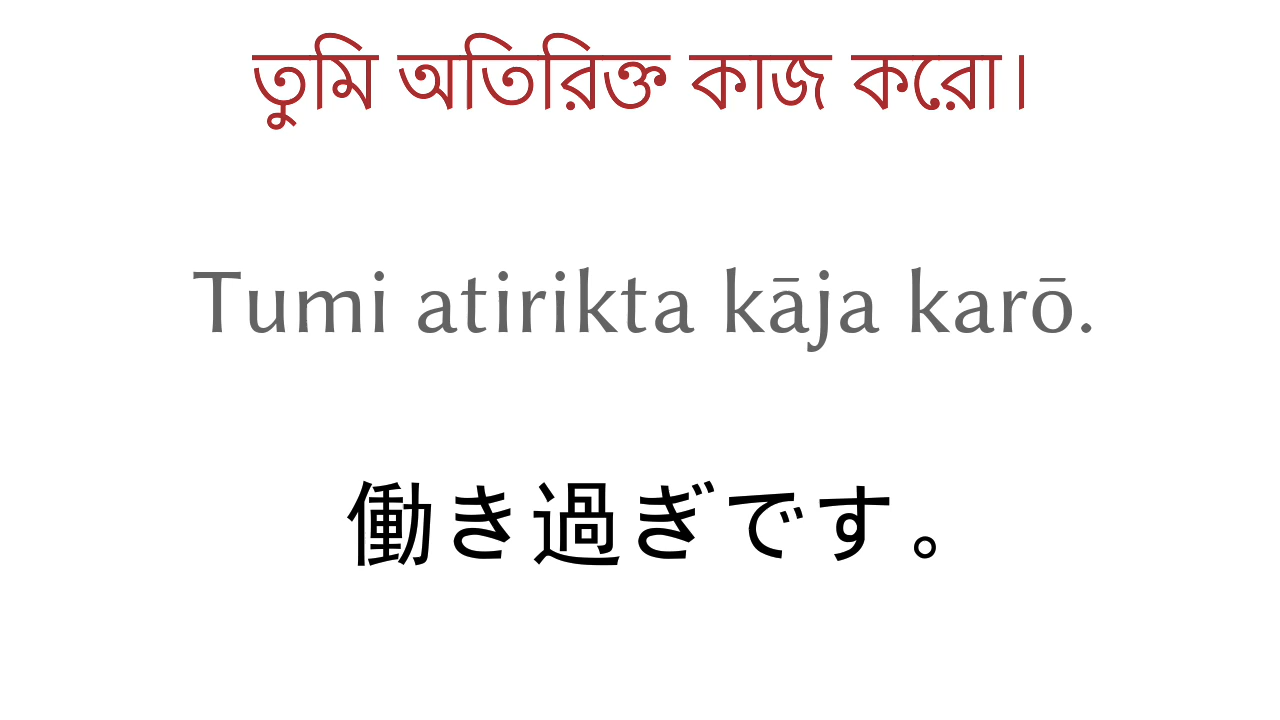 তুমি অতিরিক্ত কাজ করো।
Tumi atirikta kāja karō.
働き過ぎです。